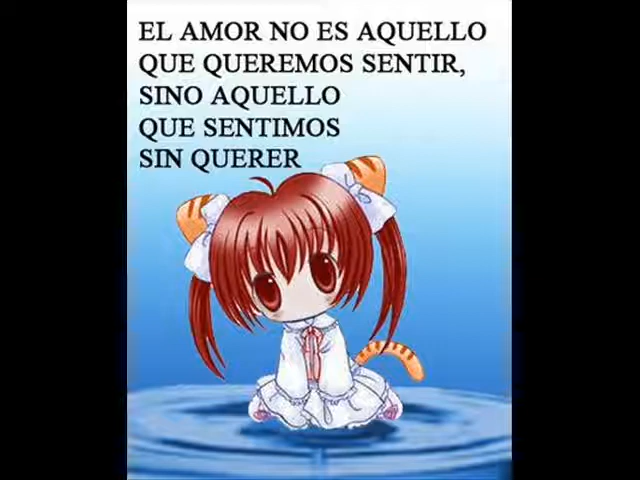 EL AMOR NO ES AQUELLO
QUE QUEREMOS SENTIR,
SINO AQUELLO
QUE SENTIMOS
SIN QUERER